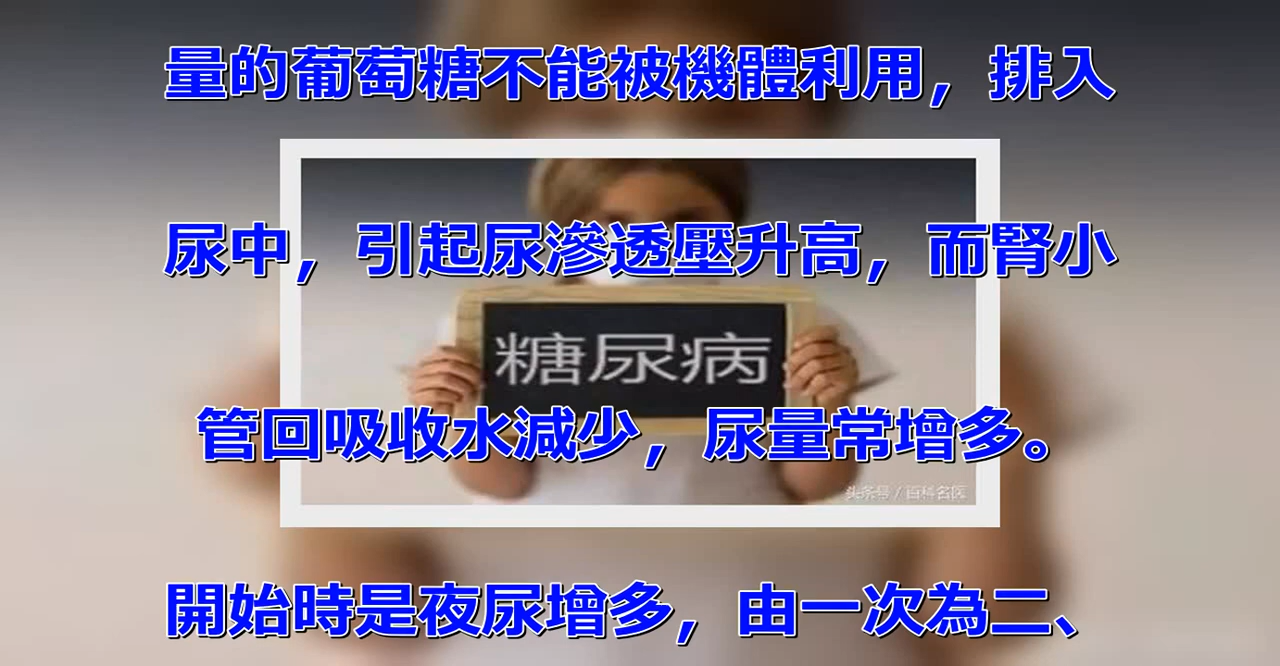 量的葡萄糖不能被機體利用，排入
尿中，引起尿滲透壓升高，而腎小
糖尿病
管回吸收水減少，尿量常增多。
头条号 / 百科名医
開始時是夜尿增多，由一次為二、